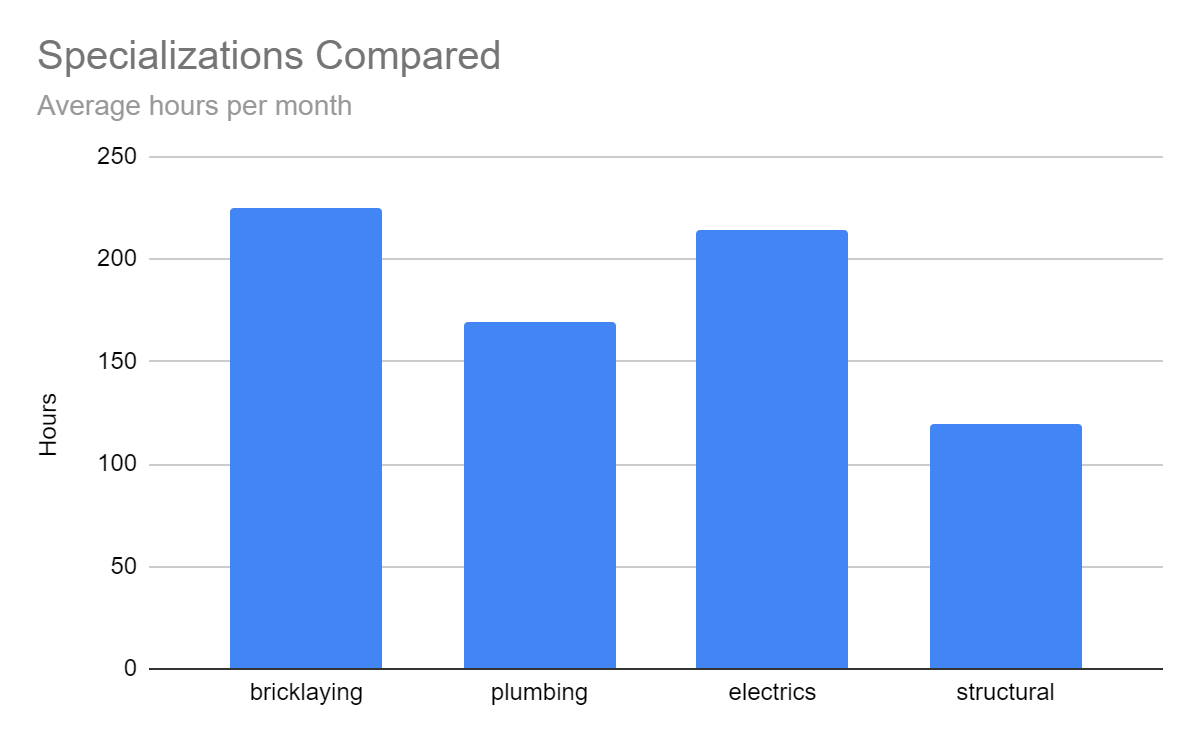 Specializations Compared
Average hours per month
250
200
150
100
50
0
Hours
bricklaying plumbing electrics structural